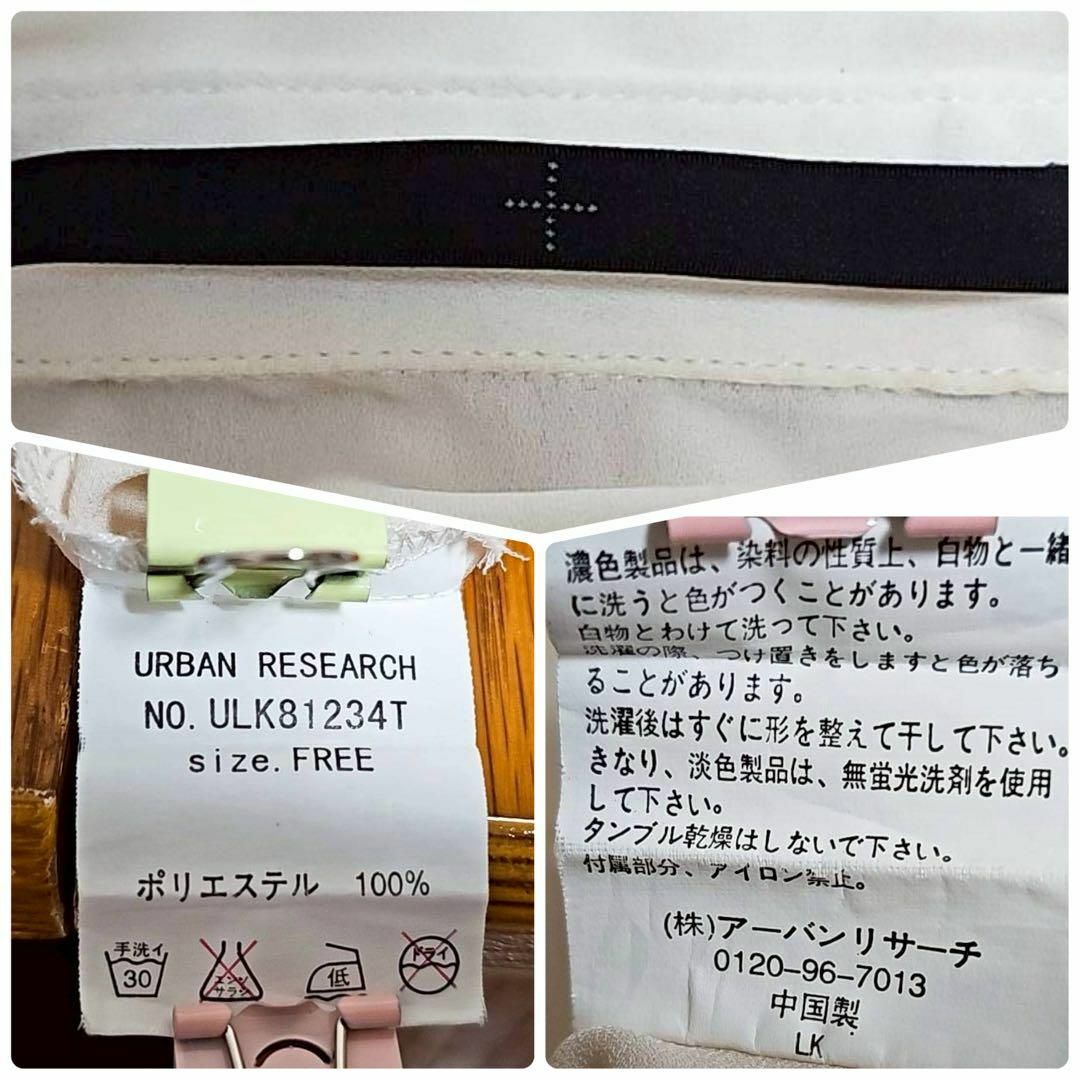 URBAN RESEARCH
NO. ULK81234T
size. FREE
ポリエステル 100%
手洗イ
30
エンソ
サラシ
低
ドライ
濃色製品は、染料の性質上、白物と一緒
に洗うと色がつくことがあります。
白物とわけて洗つて下さい。
洗濯の際、つけ置きをしますと色が落ち
ることがあります。
洗濯後はすぐに形を整えて干して下さい。
きなり、淡色製品は、無蛍光洗剤を使用
して下さい。
タンブル乾燥はしないで下さい。
付属部分、アイロン禁止。
(株)アーバンリサーチ
0120-96-7013
中国製
LK